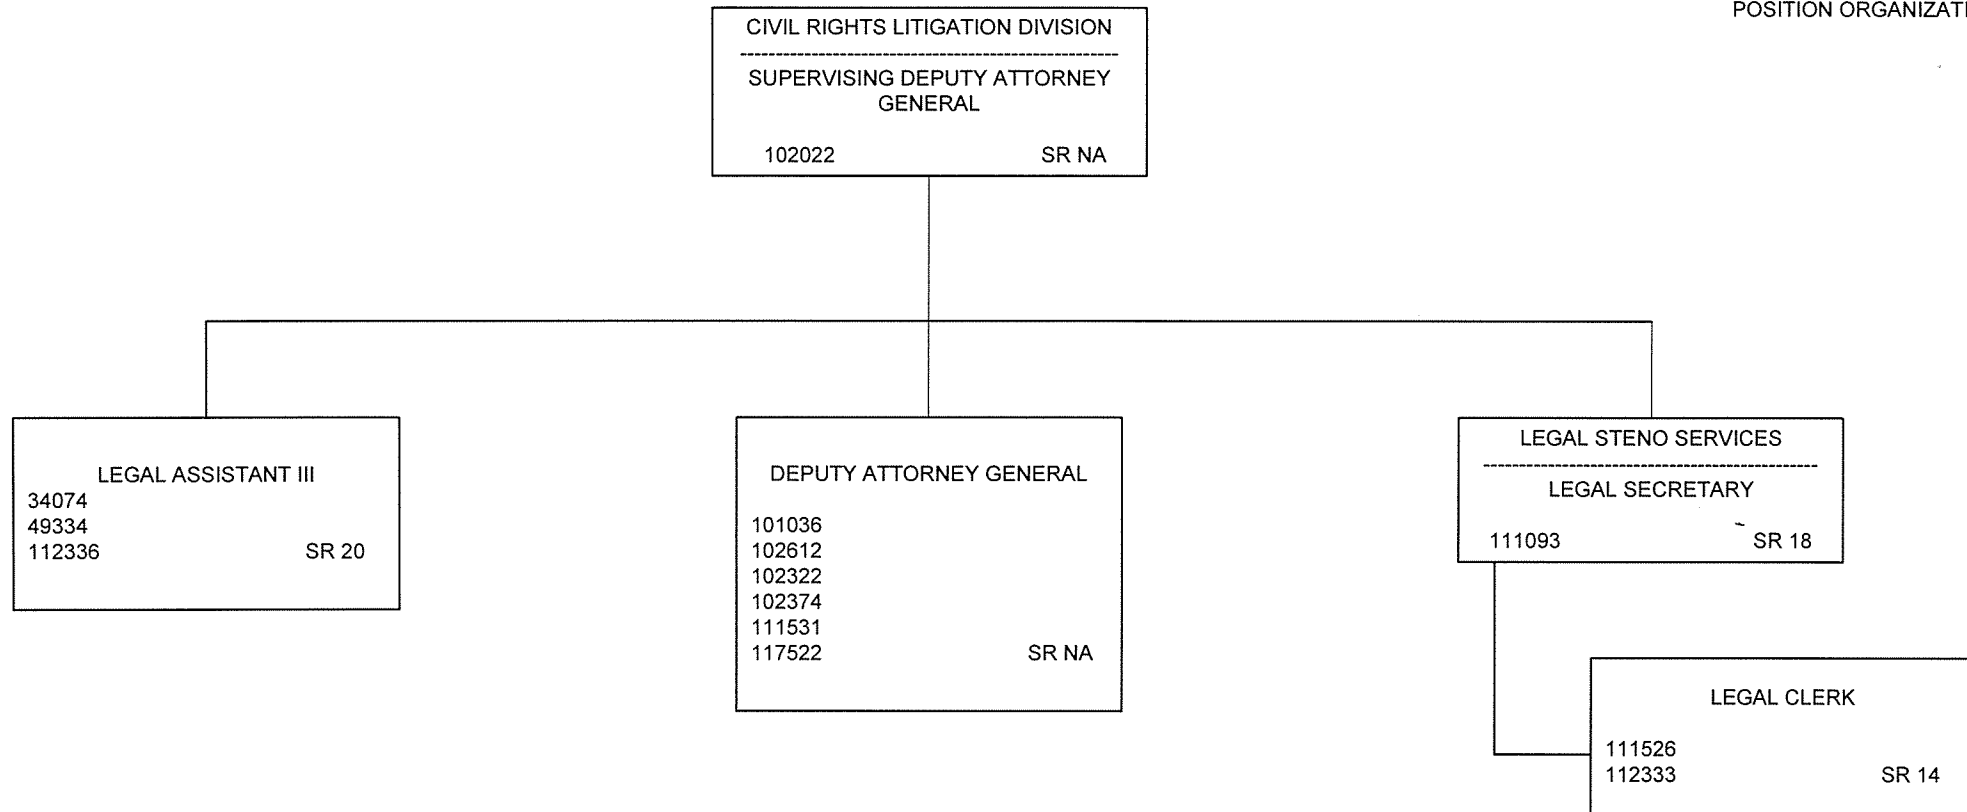 POSITION ORGANIZATI
CIVIL RIGHTS LITIGATION DIVISION
SUPERVISING DEPUTY ATTORNEY
GENERAL
102022 SR NA
LEGAL ASSISTANT III
34074
49334
112336 SR 20
DEPUTY ATTORNEY GENERAL
101036
102612
102322
102374
111531
117522 SR NA
LEGAL STENO SERVICES
LEGAL SECRETARY
111093 SR 18
LEGAL CLERK
111526
112333 SR 14